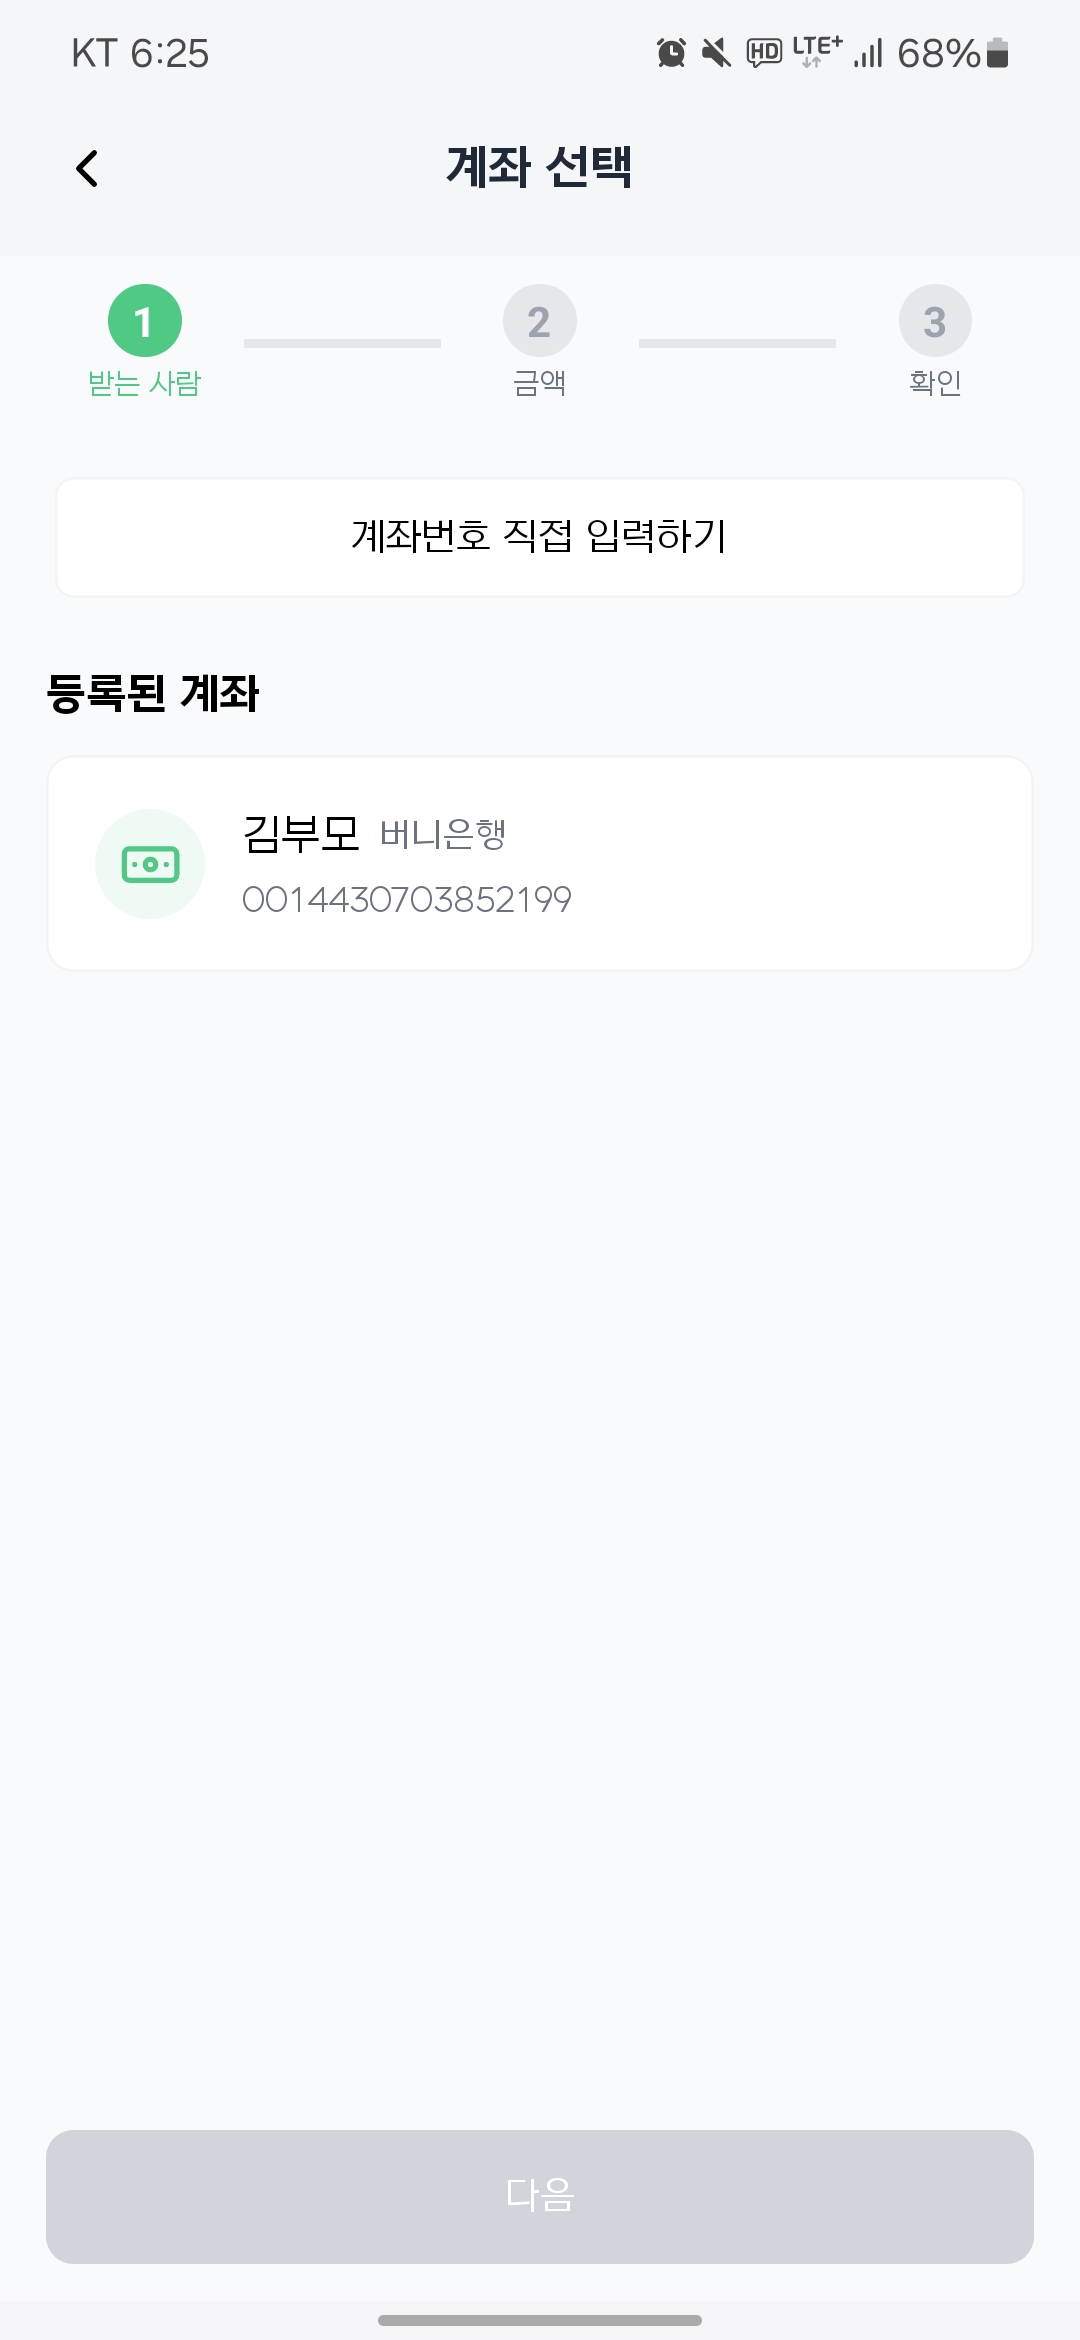 KT 6:25 HD LTE+ 68%
계좌 선택
1 2 3
받는 사람 금액 확인
계좌번호 직접 입력하기
등록된 계좌
김부모 버니은행
0014430703852199
다음